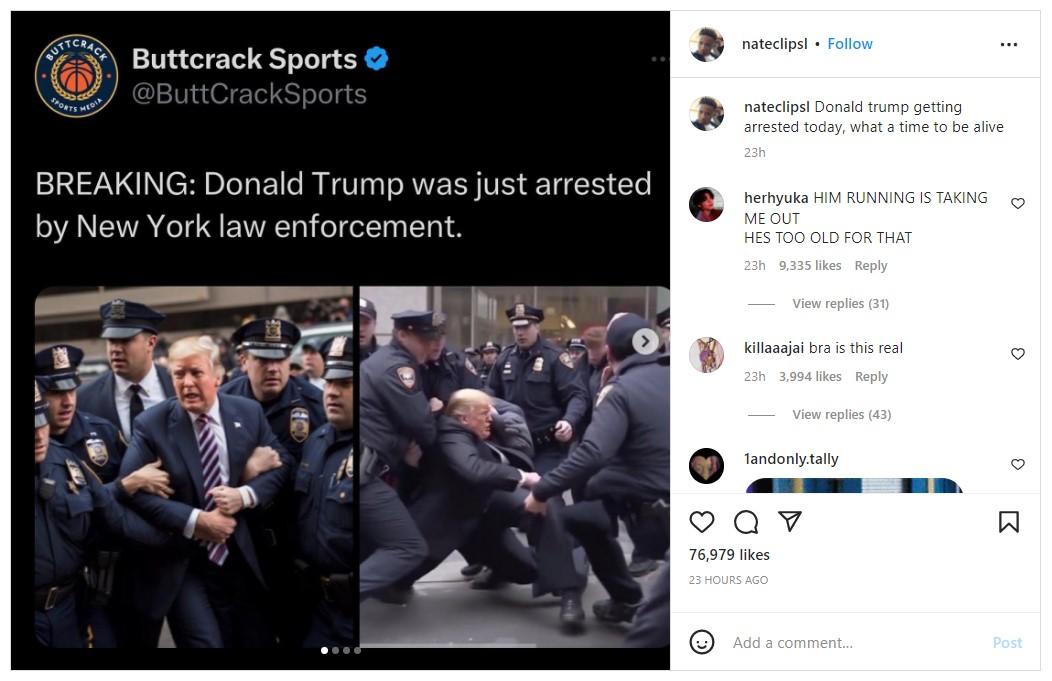 BUTTCRACK
SPORTS MEDIA
Buttcrack Sports
@ButtCrackSports
BREAKING: Donald Trump was just arrested
by New York law enforcement.
nateclipsl • Follow
nateclipsl Donald trump getting
arrested today, what a time to be alive
23h
herhyuka HIM RUNNING IS TAKING
ME OUT
HES TOO OLD FOR THAT
23h 9,335 likes Reply
View replies (31)
killaaajai bra is this real
23h 3,994 likes Reply
View replies (43)
1andonly.tally
76,979 likes
23 HOURS AGO
Add a comment...
Post